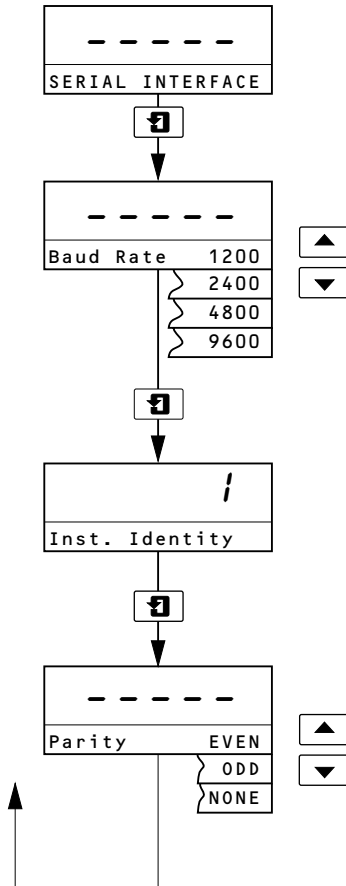 – – – – –
SERIAL INTERFACE
– – – – –
Baud Rate 1200
2400
4800
9600
1
Inst. Identity
– – – – –
Parity EVEN
ODD
NONE